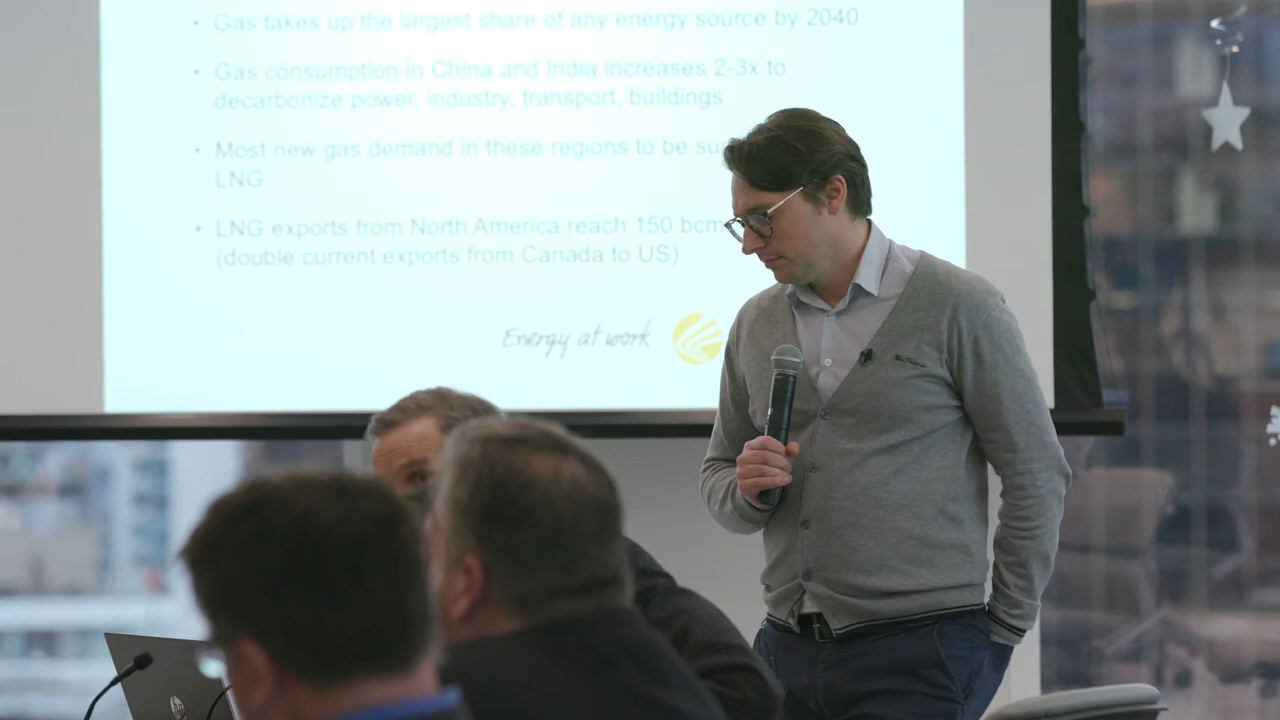 • Gas takes up the largest share of any energy source by 2040
• Gas consumption in China and India increases 2-3x to
decarbonize power, industry, transport, buildings
• Most new gas demand in these regions to be
LNG
• LNG exports from North America reach 150 bcm
(double current exports from Canada to US)
Energy at work
hp